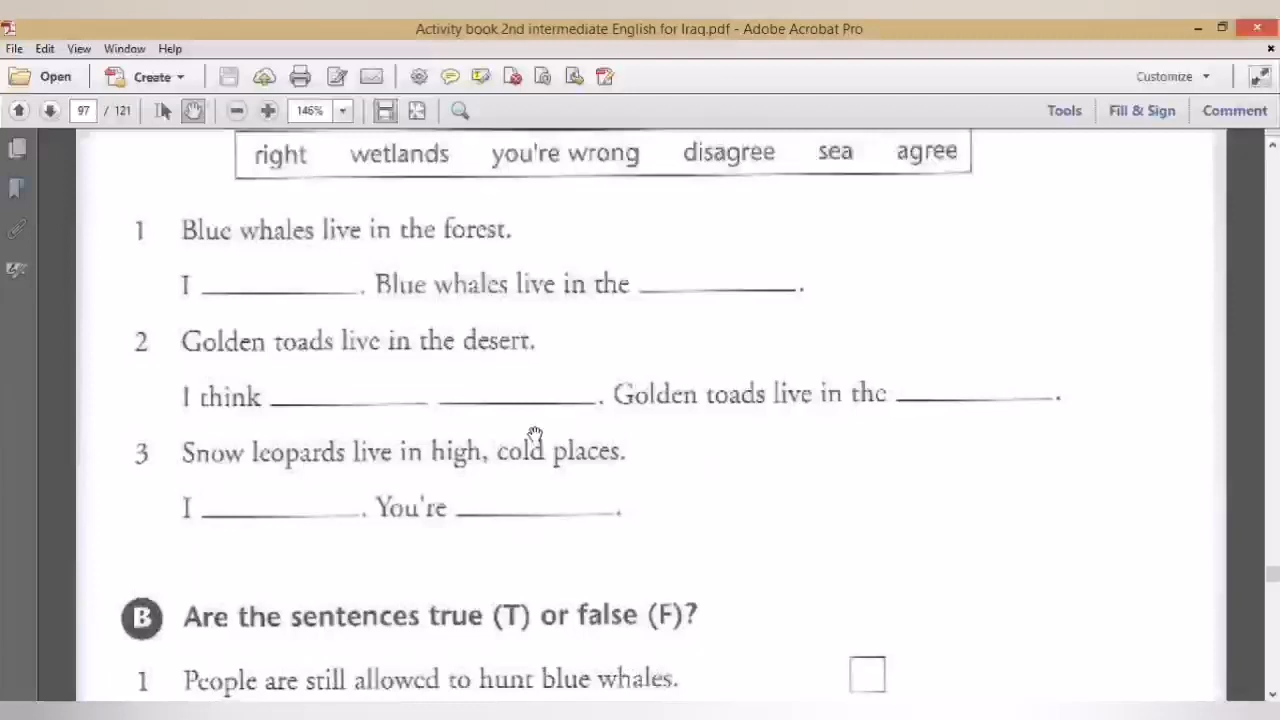 Activity book 2nd intermediate English for Iraq.pdf - Adobe Acrobat Pro
File Edit View Window Help
Open Create Customize
97 / 121 146% Tools Fill & Sign Comment
right wetlands you're wrong disagree sea agree
1 Blue whales live in the forest.
I ____________. Blue whales live in the ____________.
2 Golden toads live in the desert.
I think ____________ ____________. Golden toads live in the ____________.
3 Snow leopards live in high, cold places.
I ____________. You're ____________.
B Are the sentences true (T) or false (F)?
1 People are still allowed to hunt blue whales.